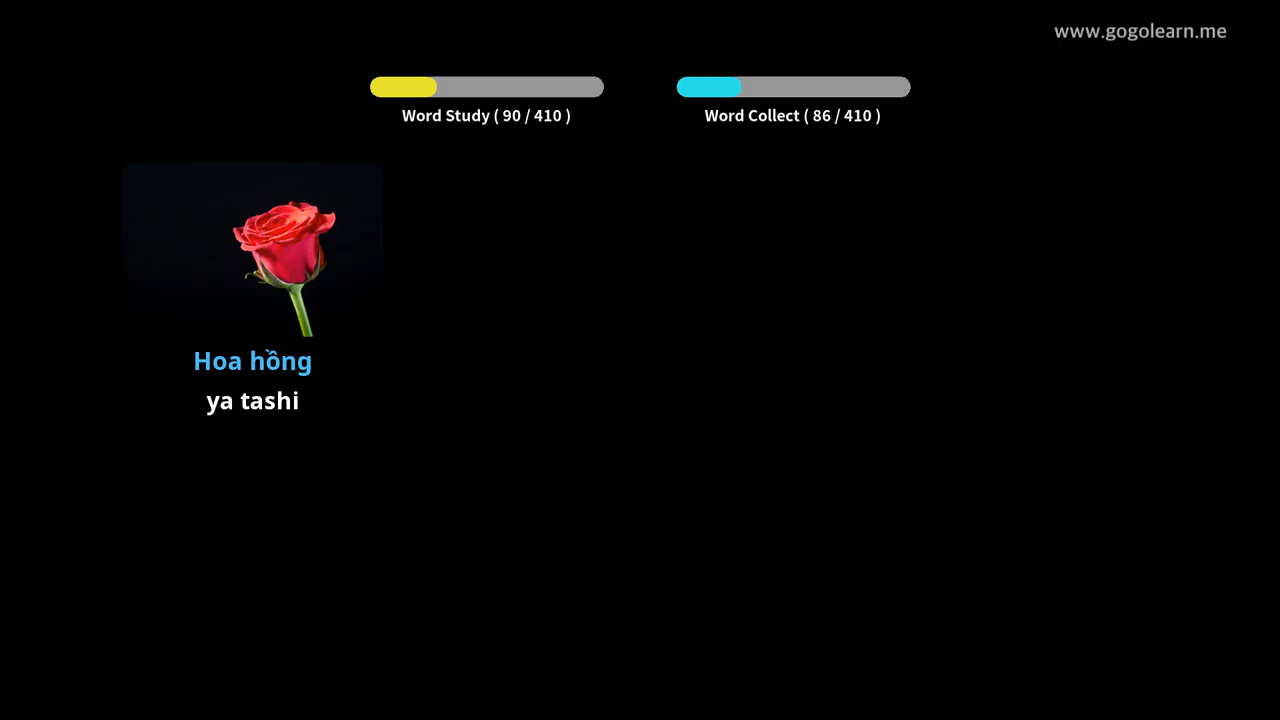 www.gogolearn.me
Word Study ( 90 / 410 )
Word Collect ( 86 / 410 )
Hoa hồng
ya tashi